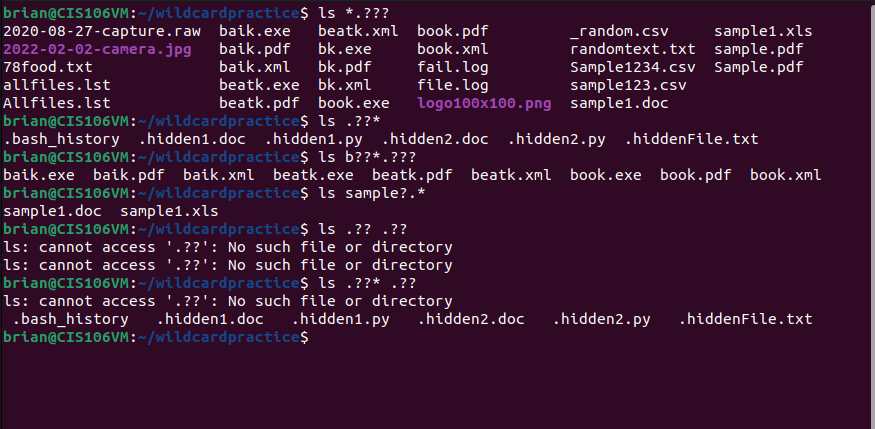 brian@CIS106VM:~/wildcardpractice$ ls *.???
2020-08-27-capture.raw  baik.exe   beatk.xml  book.pdf          _random.csv     sample1.xls
2022-02-02-camera.jpg   baik.pdf   bk.exe     book.xml          randomtext.txt  sample.pdf
78food.txt              baik.xml   bk.pdf     fail.log          Sample1234.csv  Sample.pdf
allfiles.lst            beatk.exe  bk.xml     file.log          sample123.csv
Allfiles.lst            beatk.pdf  book.exe   logo100x100.png  sample1.doc
brian@CIS106VM:~/wildcardpractice$ ls .??*
.bash_history  .hidden1.doc  .hidden1.py  .hidden2.doc  .hidden2.py  .hiddenFile.txt
brian@CIS106VM:~/wildcardpractice$ ls b??*.???
baik.exe  baik.pdf  baik.xml  beatk.exe  beatk.pdf  beatk.xml  book.exe  book.pdf  book.xml
brian@CIS106VM:~/wildcardpractice$ ls sample?.*
sample1.doc  sample1.xls
brian@CIS106VM:~/wildcardpractice$ ls .?? .??
ls: cannot access '.??': No such file or directory
ls: cannot access '.??': No such file or directory
brian@CIS106VM:~/wildcardpractice$ ls .??* .??
ls: cannot access '.??': No such file or directory
 .bash_history   .hidden1.doc   .hidden1.py   .hidden2.doc   .hidden2.py   .hiddenFile.txt
brian@CIS106VM:~/wildcardpractice$